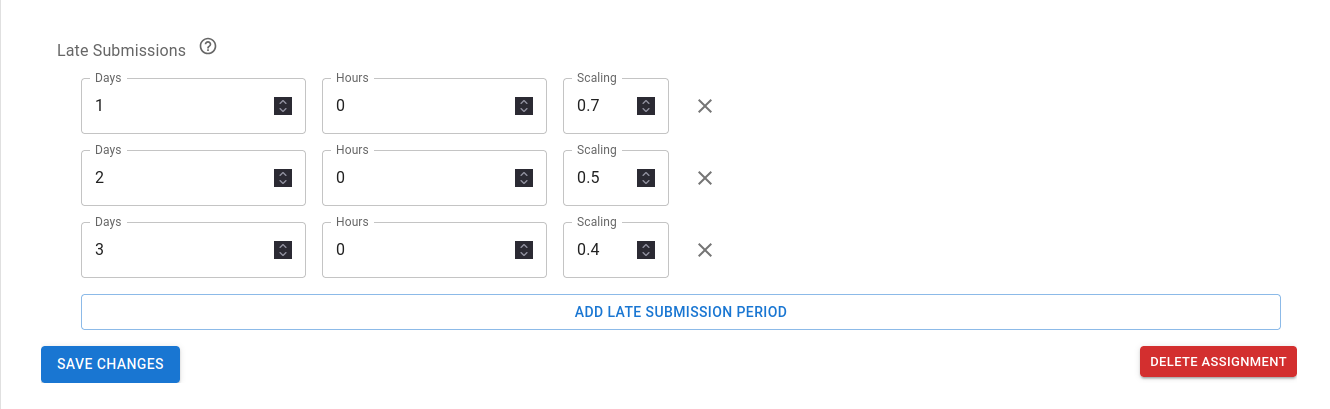 Late Submissions
Days Hours Scaling
1 0 0.7
Days Hours Scaling
2 0 0.5
Days Hours Scaling
3 0 0.4
ADD LATE SUBMISSION PERIOD
SAVE CHANGES DELETE ASSIGNMENT